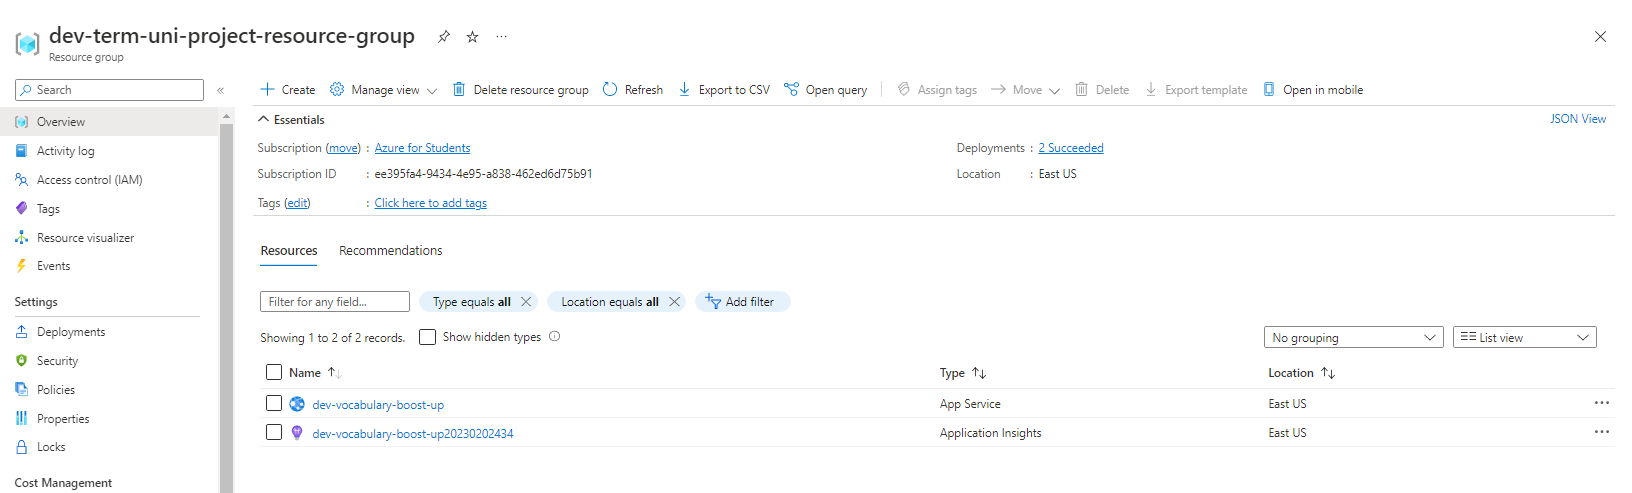 dev-term-uni-project-resource-group
Resource group
Search
Overview
Activity log
Access control (IAM)
Tags
Resource visualizer
Events
Settings
Deployments
Security
Policies
Properties
Locks
Cost Management
Create Manage view Delete resource group Refresh Export to CSV Open query Assign tags Move Delete Export template Open in mobile
Essentials JSON View
Subscription (move) : Azure for Students Deployments : 2 Succeeded
Subscription ID : ee395fa4-9434-4e95-a838-462ed6d75b91 Location : East US
Tags (edit) : Click here to add tags
Resources Recommendations
Filter for any field... Type equals all Location equals all Add filter
Showing 1 to 2 of 2 records. Show hidden types No grouping List view
Name Type Location
dev-vocabulary-boost-up App Service East US
dev-vocabulary-boost-up20230202434 Application Insights East US